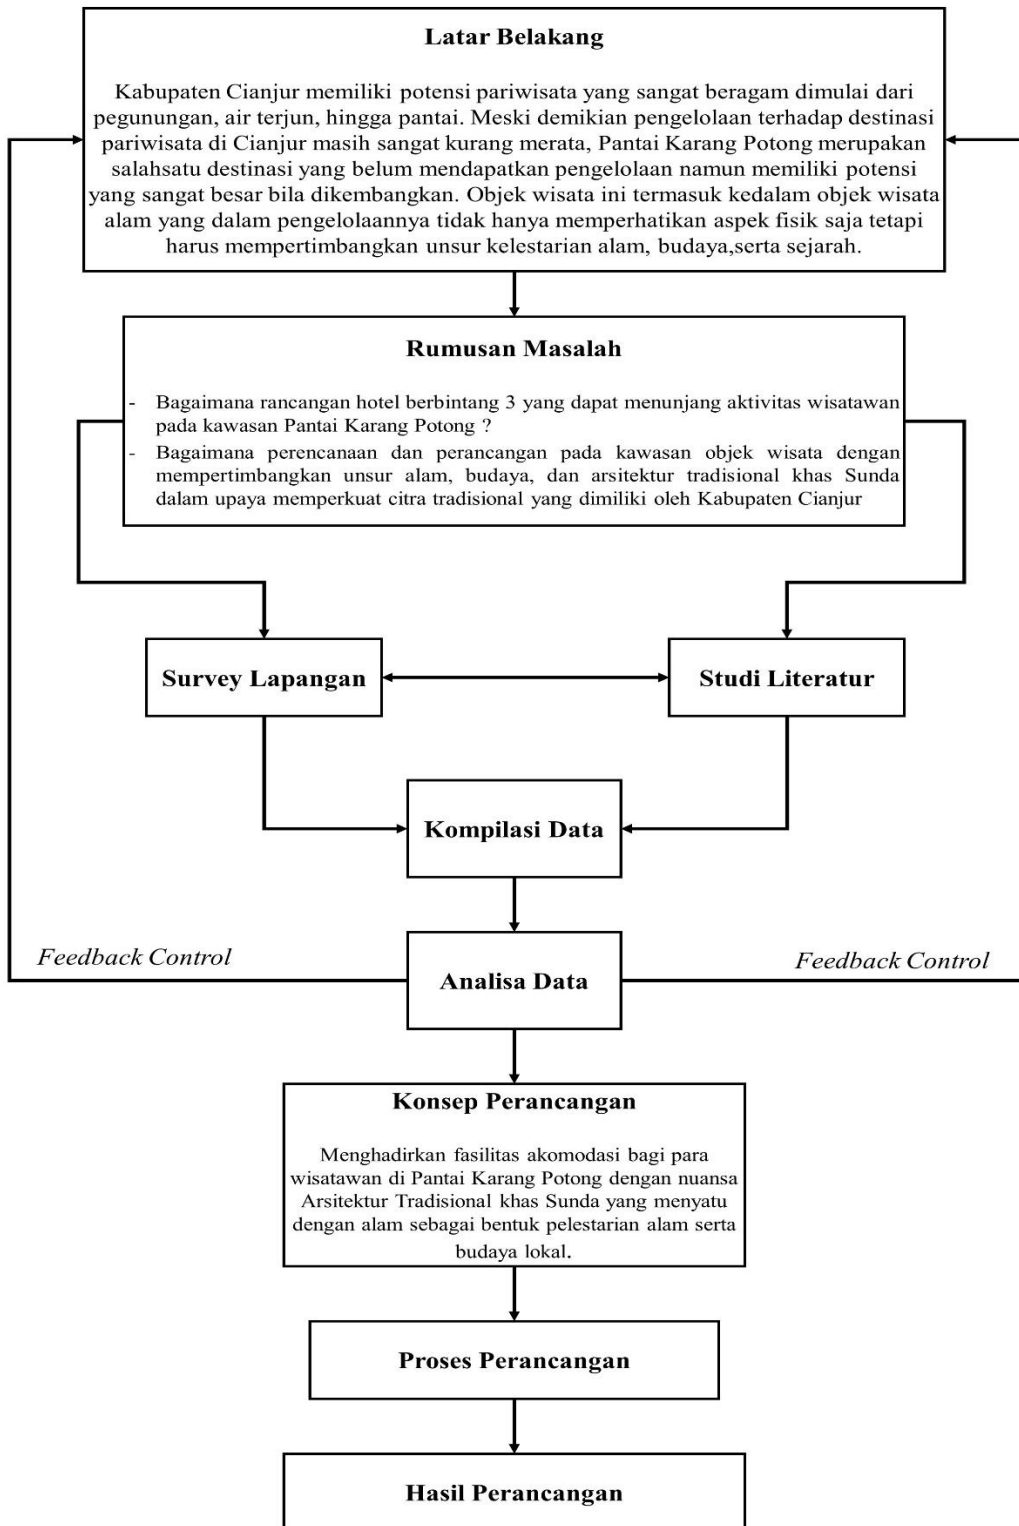 Latar Belakang
Kabupaten Cianjur memiliki potensi pariwisata yang sangat beragam dimulai dari
pegunungan, air terjun, hingga pantai. Meski demikian pengelolaan terhadap destinasi
pariwisata di Cianjur masih sangat kurang merata, Pantai Karang Potong merupakan
salahsatu destinasi yang belum mendapatkan pengelolaan namun memiliki potensi
yang sangat besar bila dikembangkan. Objek wisata ini termasuk kedalam objek wisata
alam yang dalam pengelolaannya tidak hanya memperhatikan aspek fisik saja tetapi
harus mempertimbangkan unsur kelestarian alam, budaya,serta sejarah.
Rumusan Masalah
- Bagaimana rancangan hotel berbintang 3 yang dapat menunjang aktivitas wisatawan
pada kawasan Pantai Karang Potong ?
- Bagaimana perencanaan dan perancangan pada kawasan objek wisata dengan
mempertimbangkan unsur alam, budaya, dan arsitektur tradisional khas Sunda
dalam upaya memperkuat citra tradisional yang dimiliki oleh Kabupaten Cianjur
Survey Lapangan
Studi Literatur
Kompilasi Data
Feedback Control
Analisa Data
Feedback Control
Konsep Perancangan
Menghadirkan fasilitas akomodasi bagi para
wisatawan di Pantai Karang Potong dengan nuansa
Arsitektur Tradisional khas Sunda yang menyatu
dengan alam sebagai bentuk pelestarian alam serta
budaya lokal.
Proses Perancangan
Hasil Perancangan